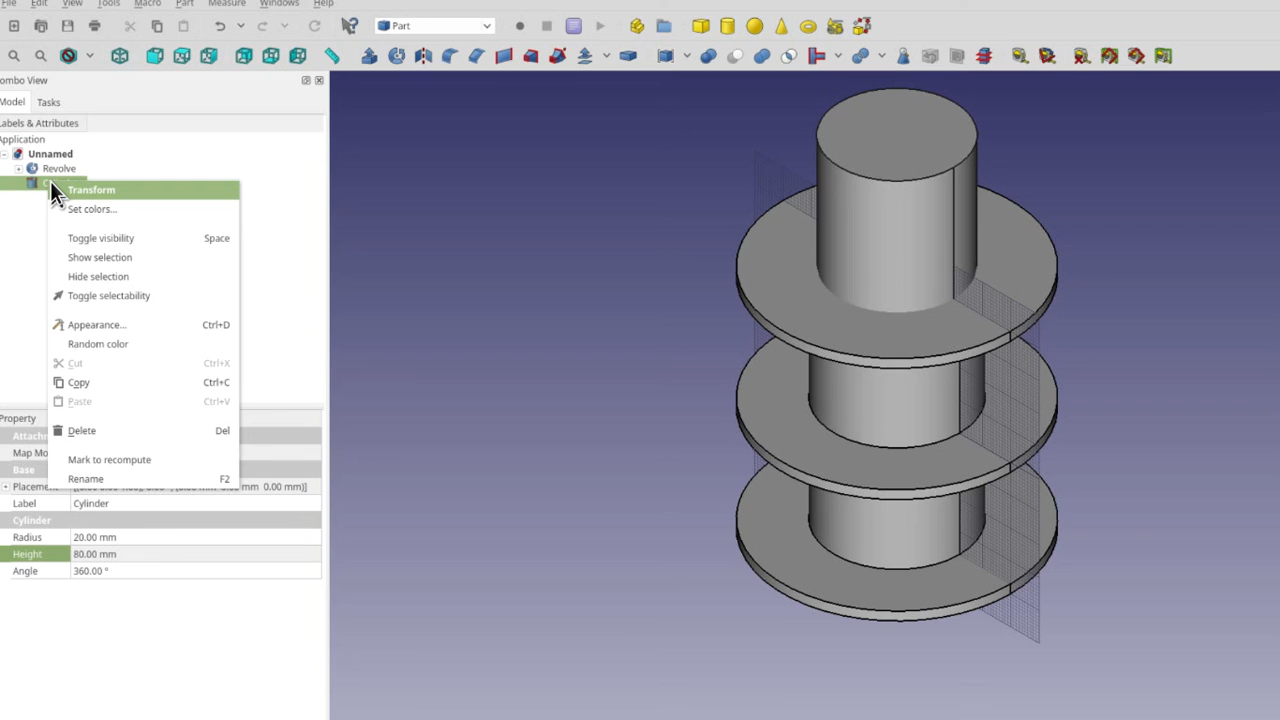 File Edit View Tools Macro Part Measure Windows Help
Part
ombo View
Model Tasks
Labels & Attributes
Application
Unnamed
Revolve
Transform
Set colors...
Toggle visibility Space
Show selection
Hide selection
Toggle selectability
Appearance... Ctrl+D
Random color
Cut Ctrl+X
Copy Ctrl+C
Paste Ctrl+V
Delete Del
Mark to recompute
Rename F2
Property
Attachm
Map Mo
Base
Placement mm 0.00 mm)]
Label Cylinder
Cylinder
Radius 20.00 mm
Height 80.00 mm
Angle 360.00 °